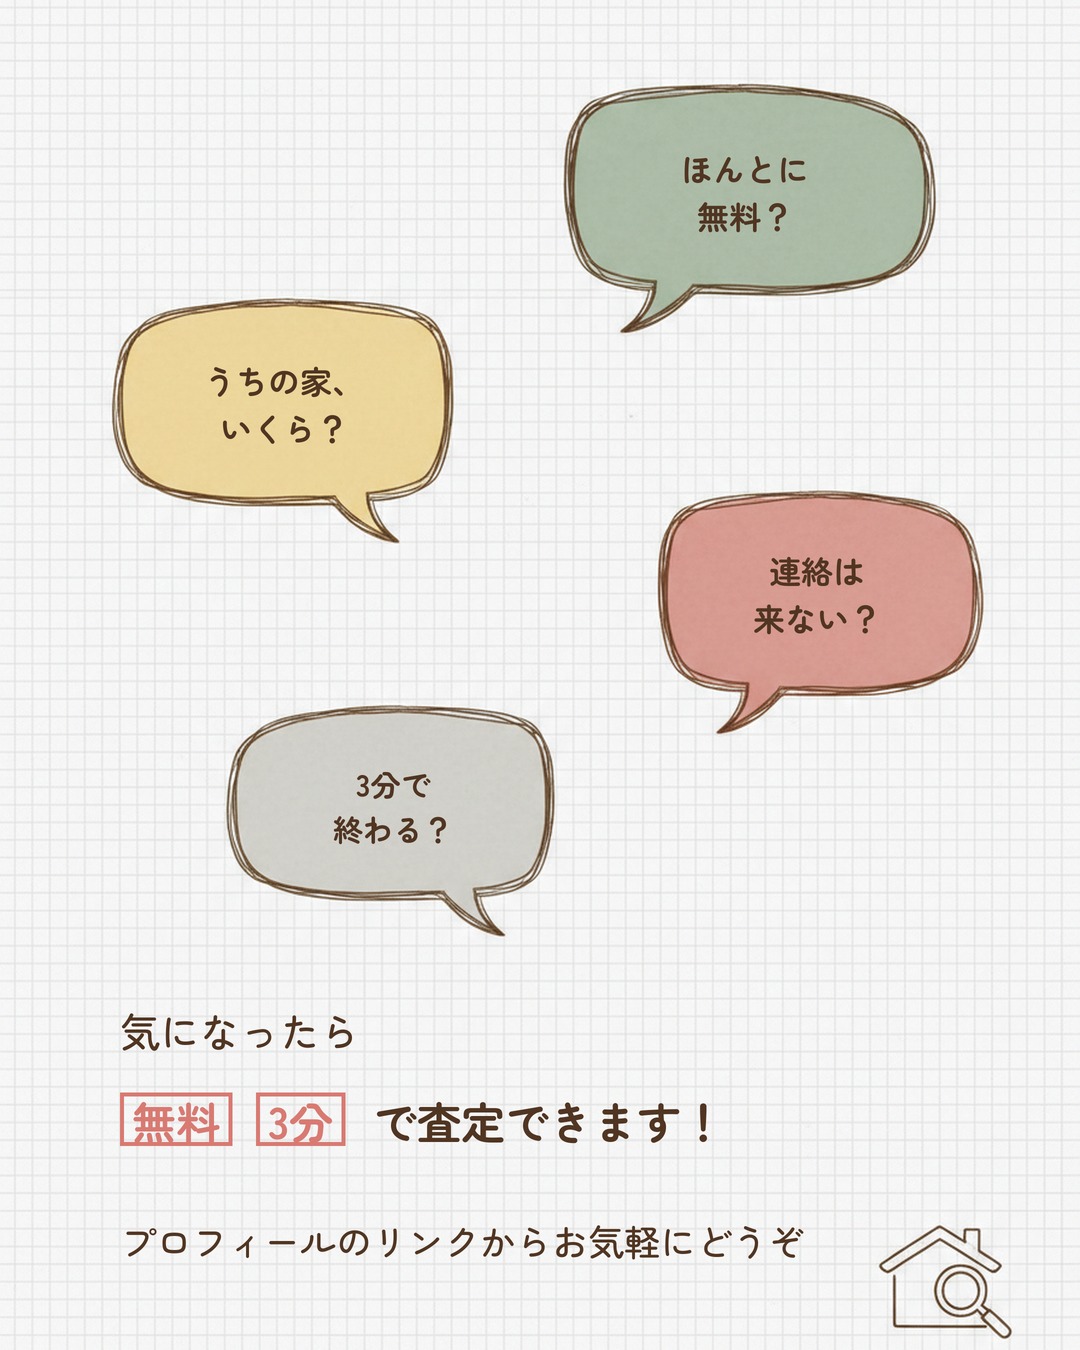 ほんとに
無料？
うちの家、
いくら？
連絡は
来ない？
3分で
終わる？
気になったら
無料 3分 で査定できます！
プロフィールのリンクからお気軽にどうぞ